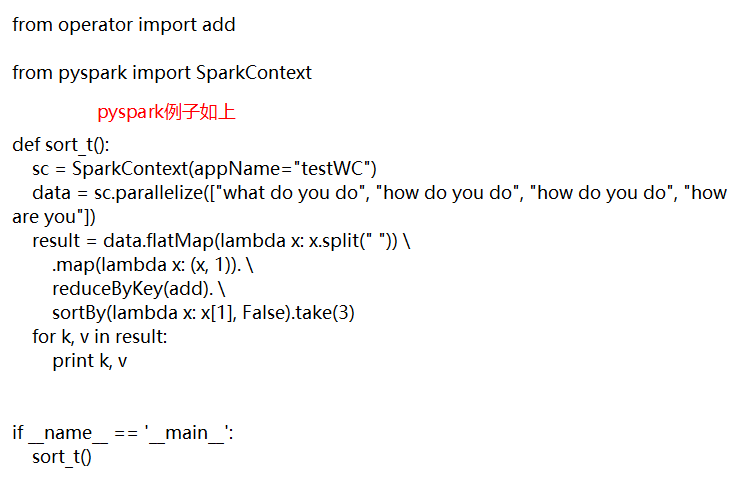 from operator import add
from pyspark import SparkContext
pyspark例子如上
def sort_t():
    sc = SparkContext(appName="testWC")
    data = sc.parallelize(["what do you do", "how do you do", "how do you do", "how
are you"])
    result = data.flatMap(lambda x: x.split(" ")) \
        .map(lambda x: (x, 1)). \
        reduceByKey(add). \
        sortBy(lambda x: x[1], False).take(3)
    for k, v in result:
        print k, v
if __name__ == '__main__':
    sort_t()